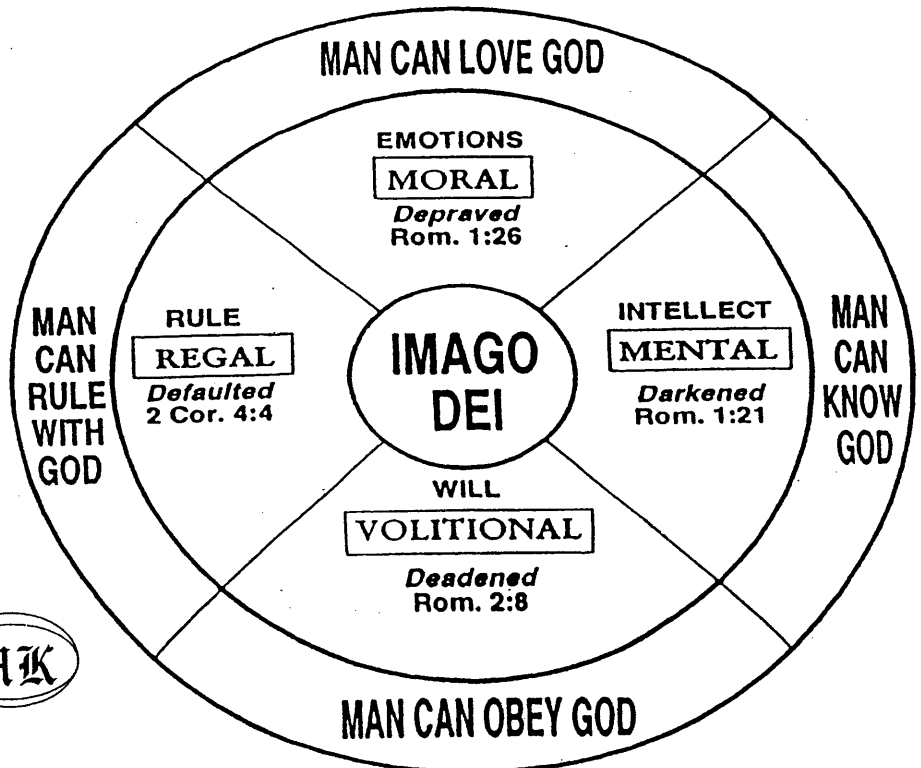 MAN CAN LOVE GOD
EMOTIONS
MORAL
Depraved
Rom. 1:26
MAN
CAN
RULE
WITH
GOD
RULE
REGAL
Defaulted
2 Cor. 4:4
IMAGO
DEI
INTELLECT
MENTAL
Darkened
Rom. 1:21
MAN
CAN
KNOW
GOD
WILL
VOLITIONAL
Deadened
Rom. 2:8
MAN CAN OBEY GOD